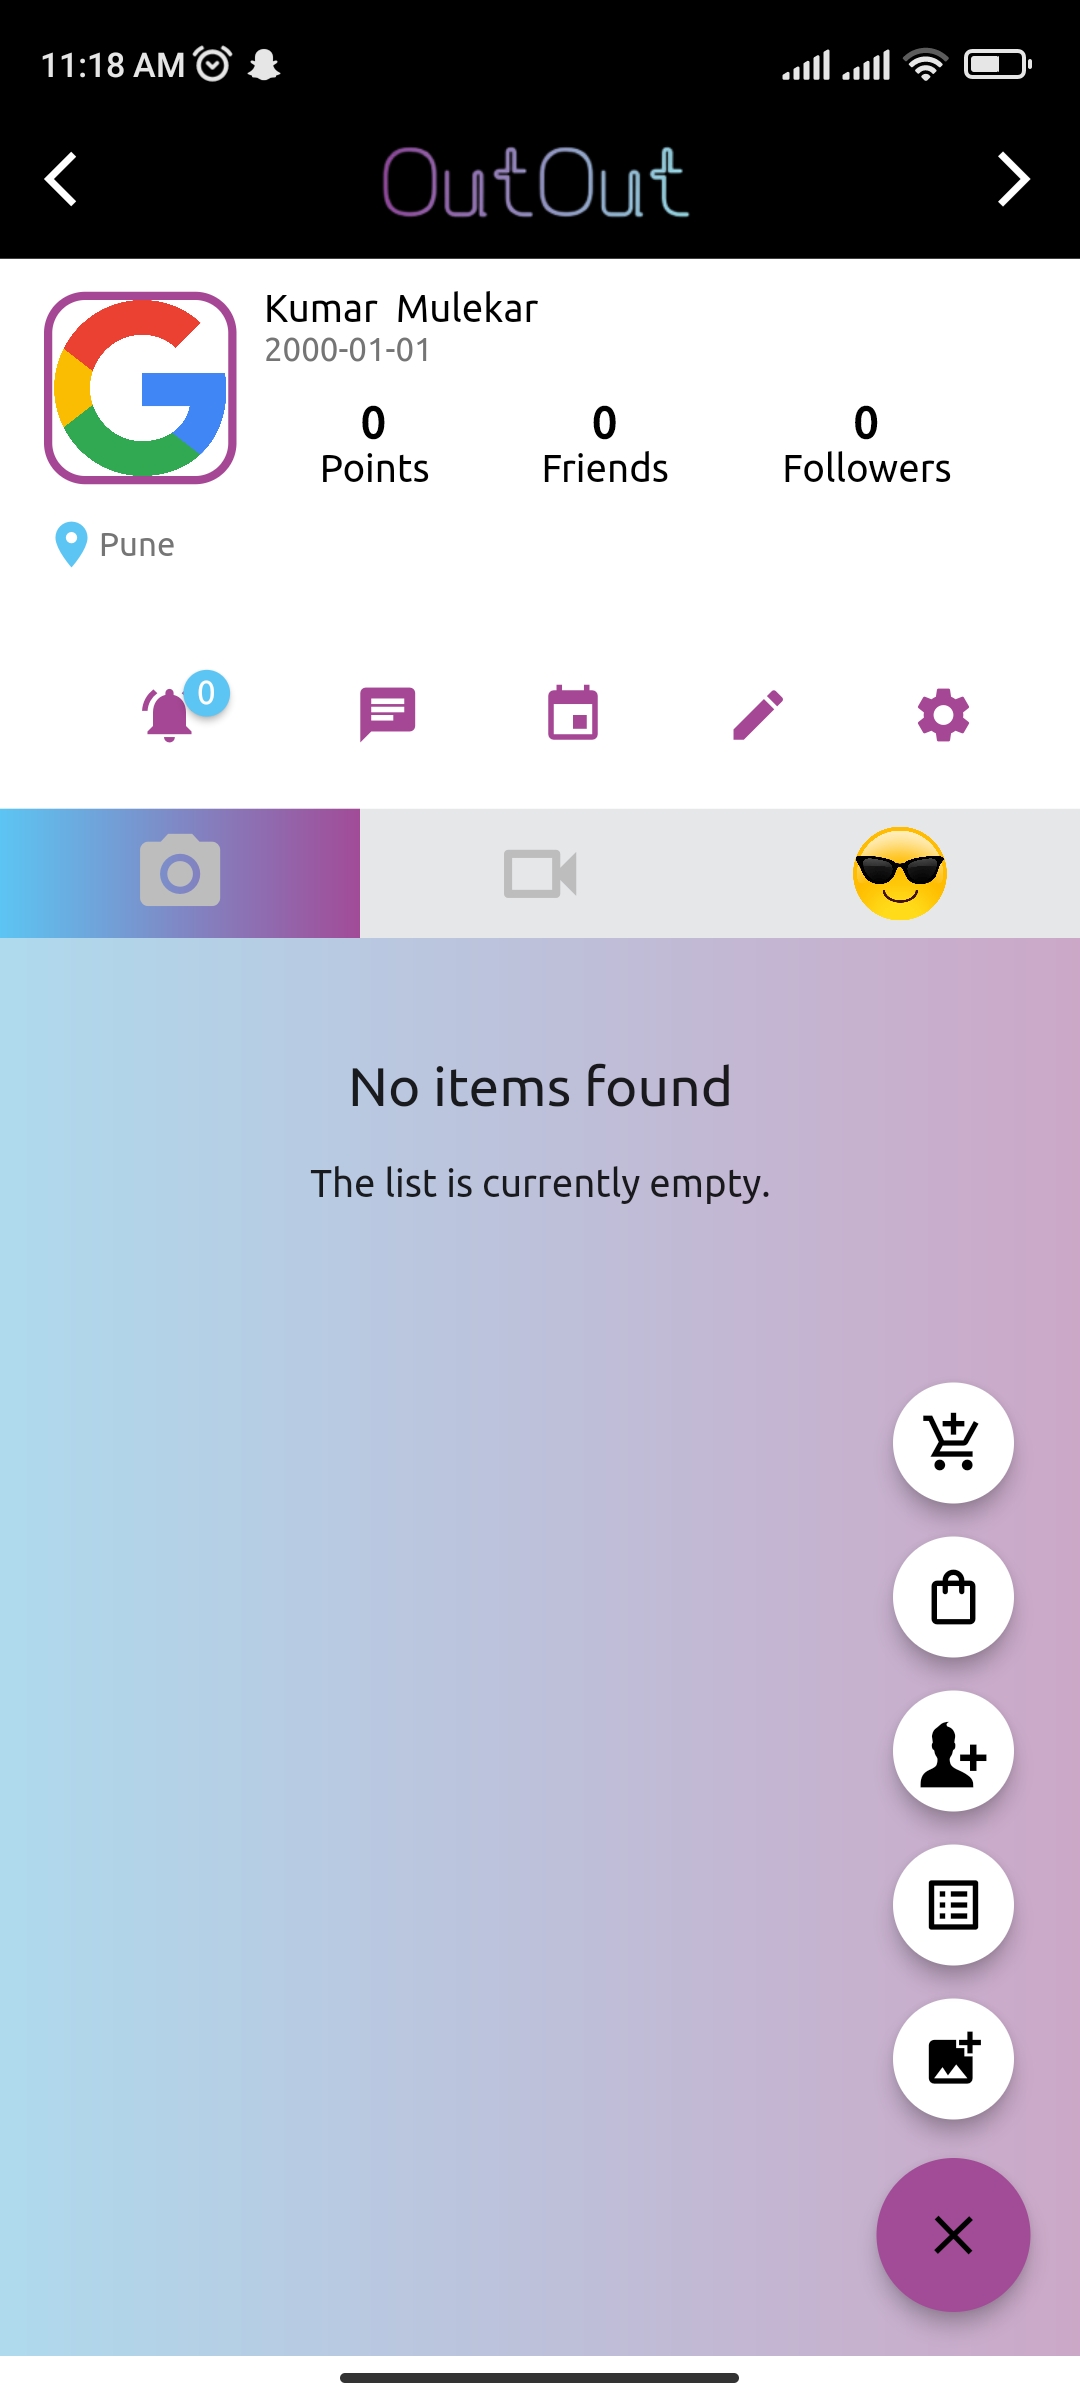 11:18 AM
OutOut
Kumar Mulekar
2000-01-01
0 0 0
Points Friends Followers
Pune
0
No items found
The list is currently empty.